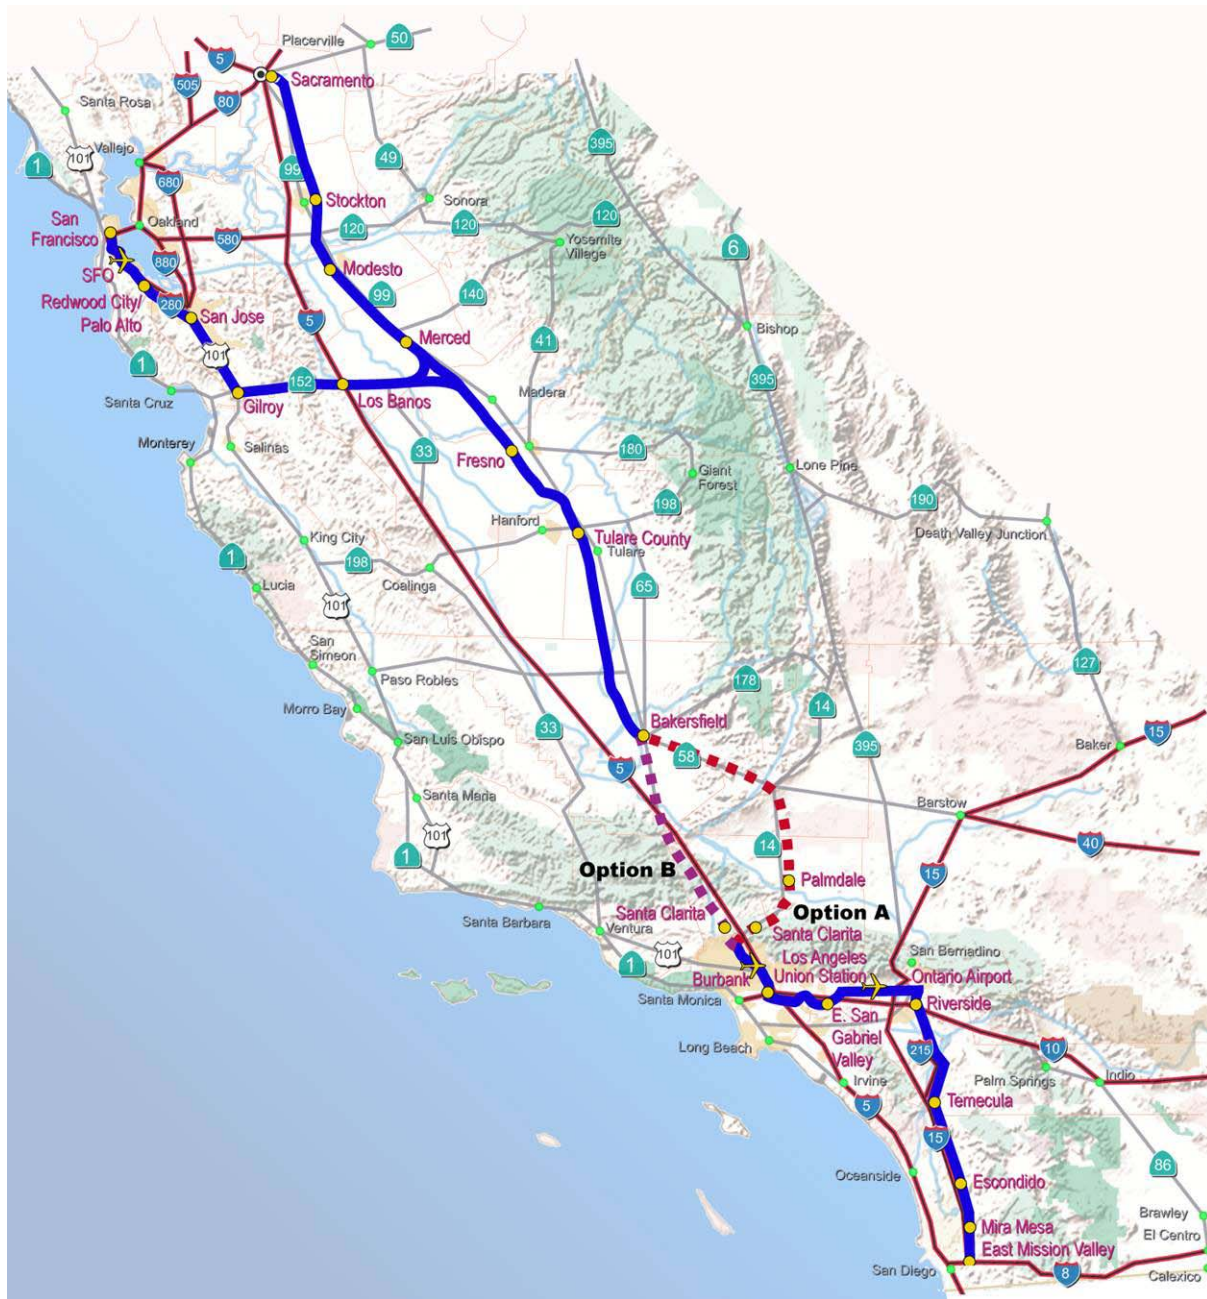 Placerville
50
5
Sacramento
505
80
Santa Rosa
395
101
Vallejo
49
1
99
680
Stockton
Sonora
San
Francisco
Oakland
120
120
120
580
6
Yosemite
Village
880
SFO
Modesto
Redwood City/
Palo Alto
280
99
140
San Jose
5
Bishop
Merced
41
101
1
152
395
Santa Cruz
Gilroy
Los Banos
Madera
Monterey
Salinas
33
180
Fresno
Giant
Forest
Lone Pine
198
190
Hanford
King City
Tulare County
Death Valley Junction
1
198
Tulare
Lucia
Coalinga
65
101
San
Simeon
127
Paso Robles
178
Morro Bay
14
33
Bakersfield
15
San Luis Obispo
395
Baker
58
5
Santa Maria
Barstow
101
14
40
1
Option B
15
Palmdale
Santa Barbara
Santa Clarita
Option A
Ventura
Santa Clarita
101
San Bernadino
1
Los Angeles
Union Station
Burbank
Ontario Airport
Santa Monica
Riverside
E. San
Gabriel
Valley
Long Beach
215
10
Irvine
Palm Springs
Indio
5
Temecula
15
86
Oceanside
Escondido
Brawley
Mira Mesa
El Centro
East Mission Valley
San Diego
8
Calexico